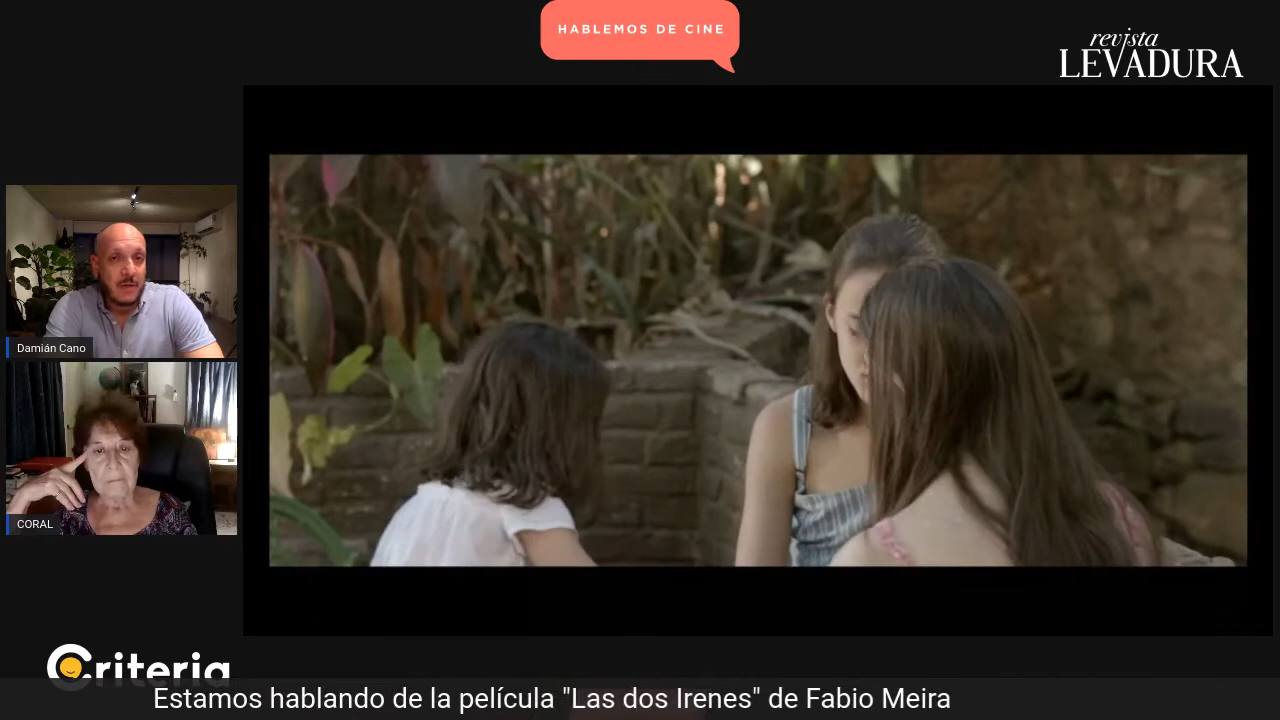 HABLEMOS DE CINE
revista
LEVADURA
Damián Cano
CORAL
Criteria
Estamos hablando de la película "Las dos Irenes" de Fabio Meira